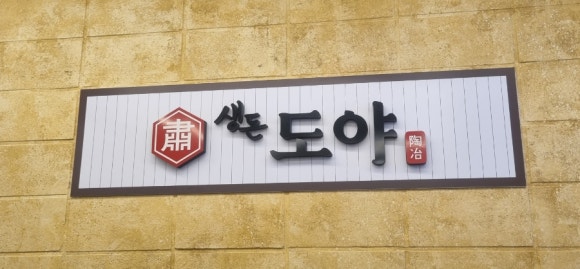 肅 생돈 도야 陶冶